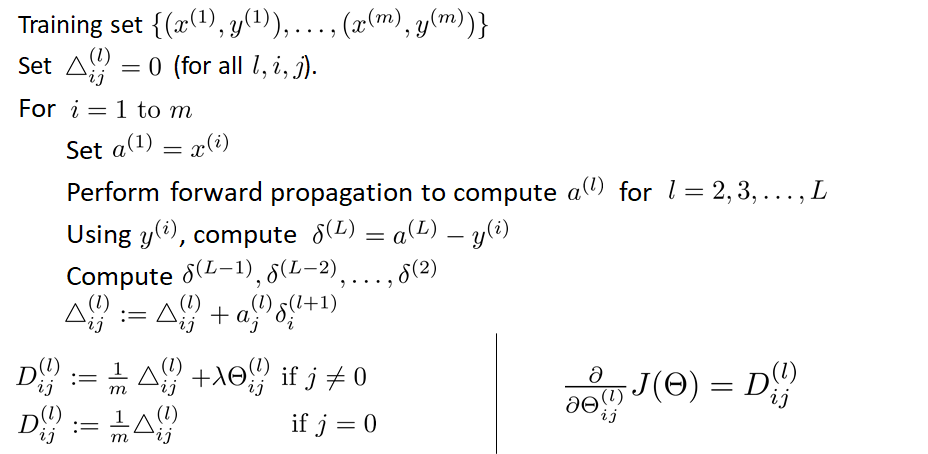 Training set $\{(x^{(1)}, y^{(1)}), \ldots, (x^{(m)}, y^{(m)})\}$
Set $\triangle_{ij}^{(l)} = 0$ (for all $l, i, j$).
For $i = 1$ to $m$
Set $a^{(1)} = x^{(i)}$
Perform forward propagation to compute $a^{(l)}$ for $l = 2, 3, \ldots, L$
Using $y^{(i)}$, compute $\delta^{(L)} = a^{(L)} - y^{(i)}$
Compute $\delta^{(L-1)}, \delta^{(L-2)}, \ldots, \delta^{(2)}$
$\triangle_{ij}^{(l)} := \triangle_{ij}^{(l)} + a_j^{(l)} \delta_i^{(l+1)}$
$D_{ij}^{(l)} := \frac{1}{m} \triangle_{ij}^{(l)} + \lambda \Theta_{ij}^{(l)}$ if $j \neq 0$
$D_{ij}^{(l)} := \frac{1}{m} \triangle_{ij}^{(l)}$ if $j = 0$
$\frac{\partial}{\partial \Theta_{ij}^{(l)}} J(\Theta) = D_{ij}^{(l)}$